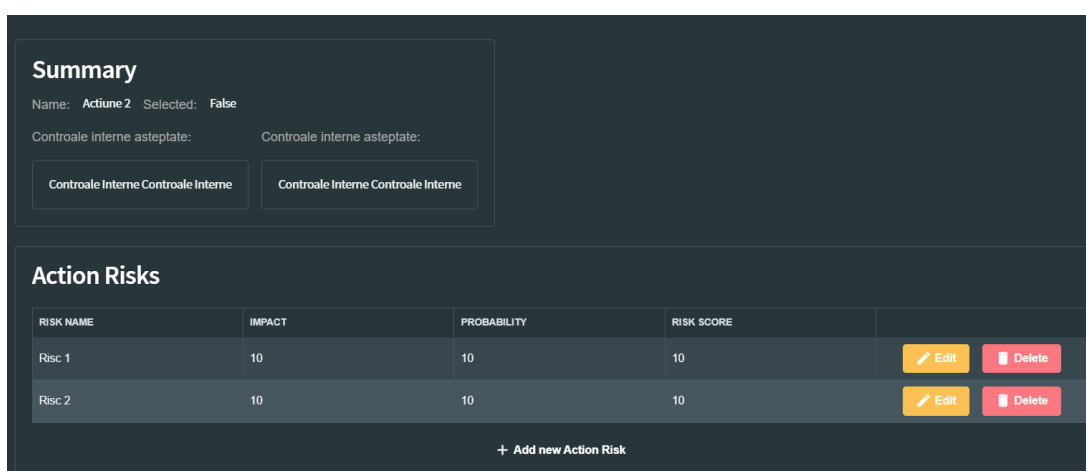 Summary
Name: Actiune 2 Selected: False
Controale interne asteptate: Controale interne asteptate:
Controale Interne Controale Interne Controale Interne Controale Interne
Action Risks
RISK NAME IMPACT PROBABILITY RISK SCORE
Risc 1 10 10 10 Edit Delete
Risc 2 10 10 10 Edit Delete
+ Add new Action Risk